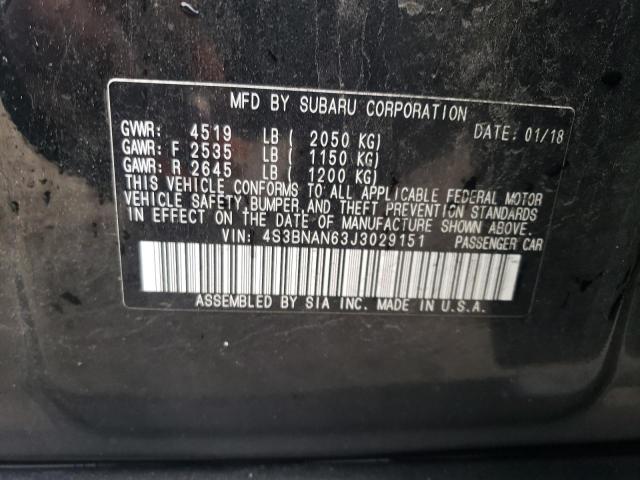 MFD BY SUBARU CORPORATION
GVWR: 4519 LB ( 2050 KG) DATE: 01/18
GAWR: F 2535 LB ( 1150 KG)
GAWR: R 2645 LB ( 1200 KG)
THIS VEHICLE CONFORMS TO ALL APPLICABLE FEDERAL MOTOR
VEHICLE SAFETY, BUMPER, AND THEFT PREVENTION STANDARDS
IN EFFECT ON THE DATE OF MANUFACTURE SHOWN ABOVE.
VIN: 4S3BNAN63J3029151 PASSENGER CAR
ASSEMBLED BY SIA INC. MADE IN U.S.A.